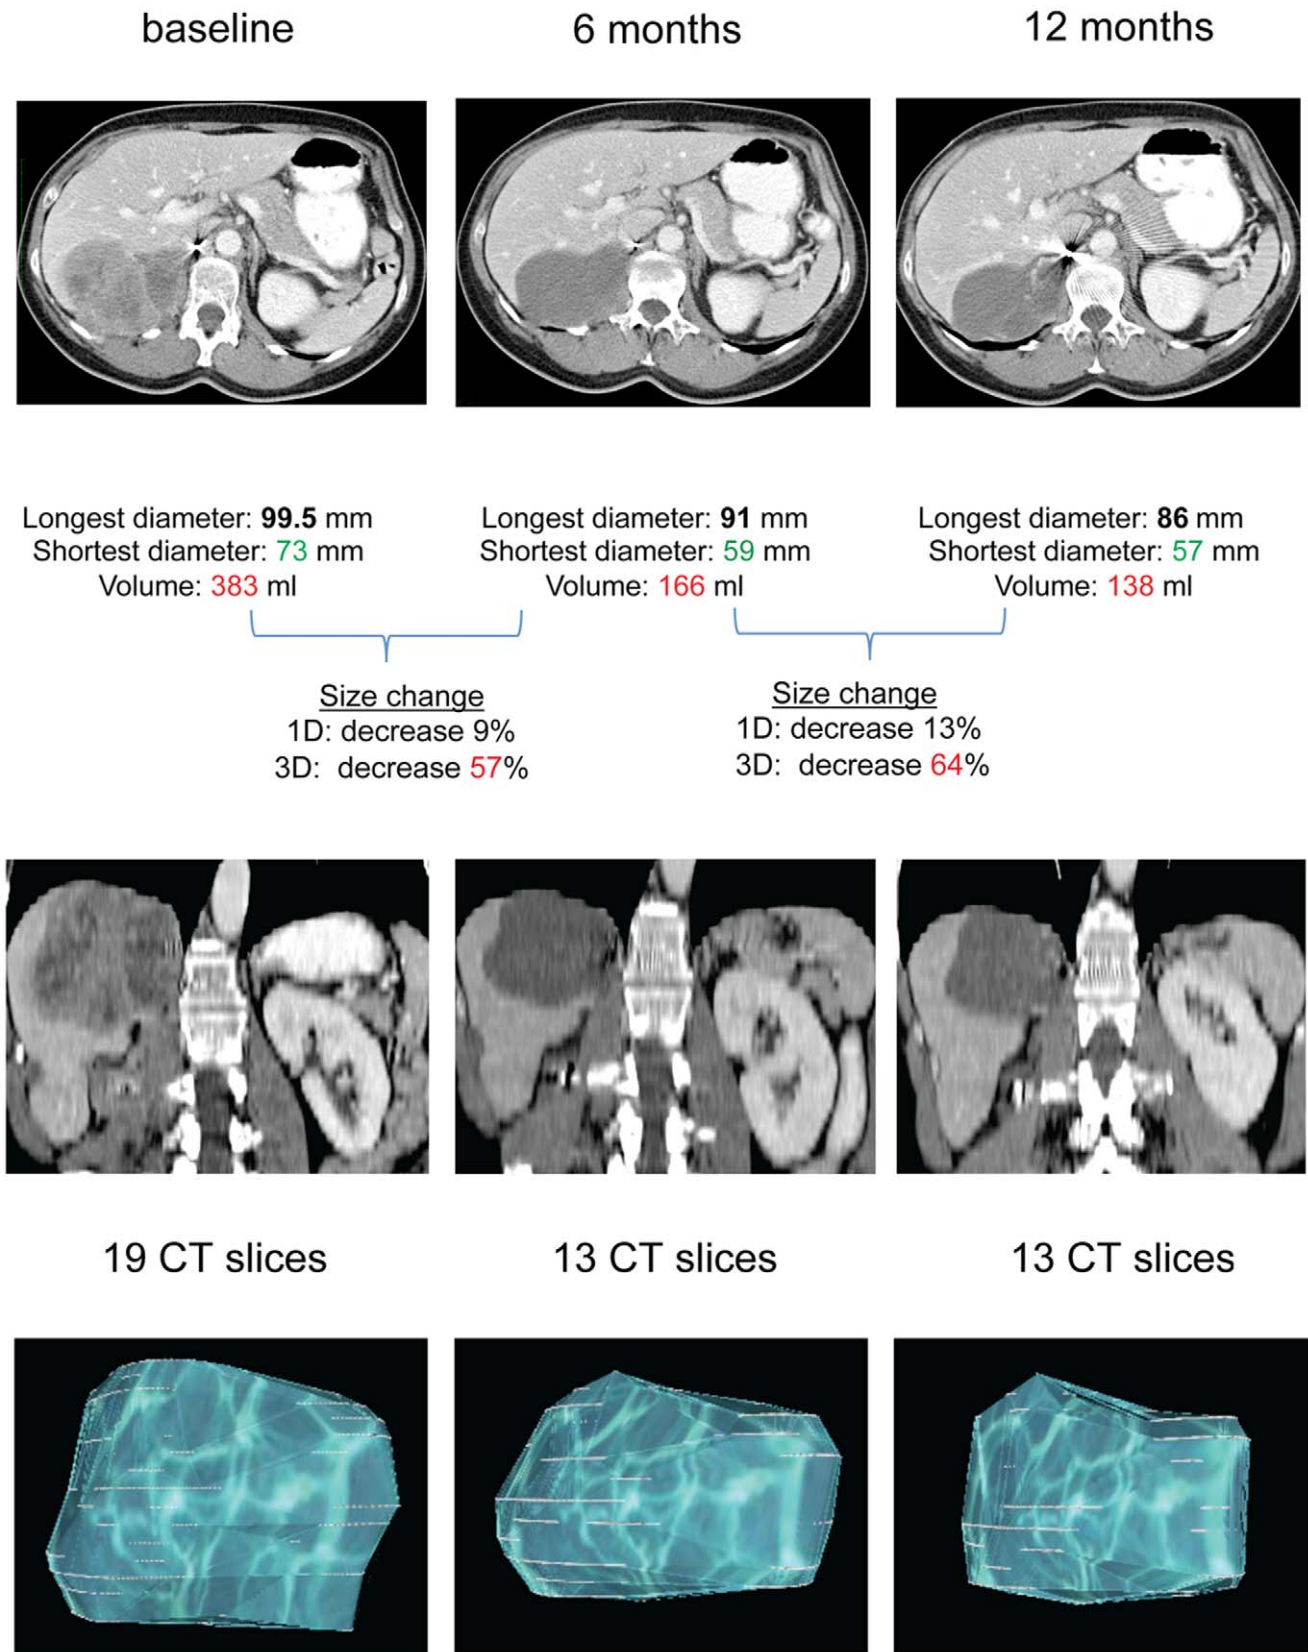 baseline 6 months 12 months
Longest diameter: 99.5 mm
Shortest diameter: 73 mm
Volume: 383 ml
Longest diameter: 91 mm
Shortest diameter: 59 mm
Volume: 166 ml
Longest diameter: 86 mm
Shortest diameter: 57 mm
Volume: 138 ml
Size change
1D: decrease 9%
3D: decrease 57%
Size change
1D: decrease 13%
3D: decrease 64%
19 CT slices 13 CT slices 13 CT slices